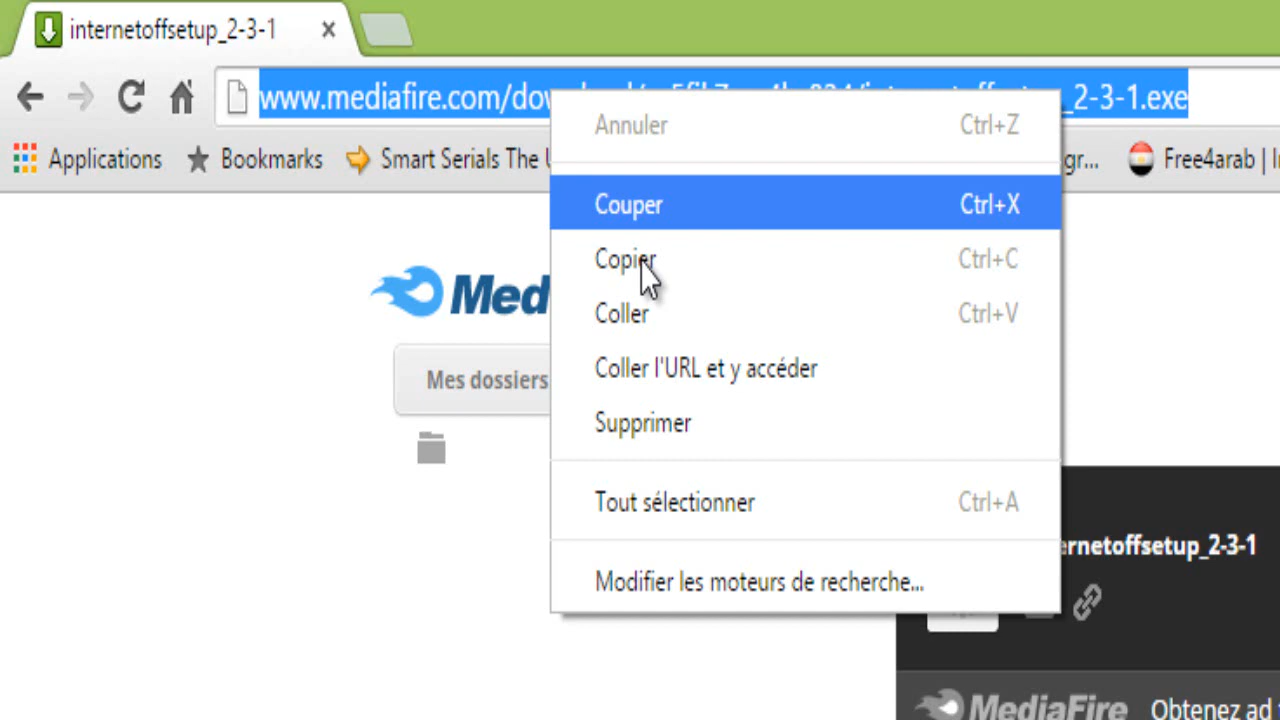 internetoffsetup_2-3-1
www.mediafire.com/dow _2-3-1.exe
Applications Bookmarks Smart Serials The Free4arab |
Annuler Ctrl+Z
Couper Ctrl+X
Copier Ctrl+C
Coller Ctrl+V
Coller l'URL et y accéder
Supprimer
Tout sélectionner Ctrl+A
Modifier les moteurs de recherche...
Med
Mes dossiers
ernetoffsetup_2-3-1
MediaFire Obtenez ad